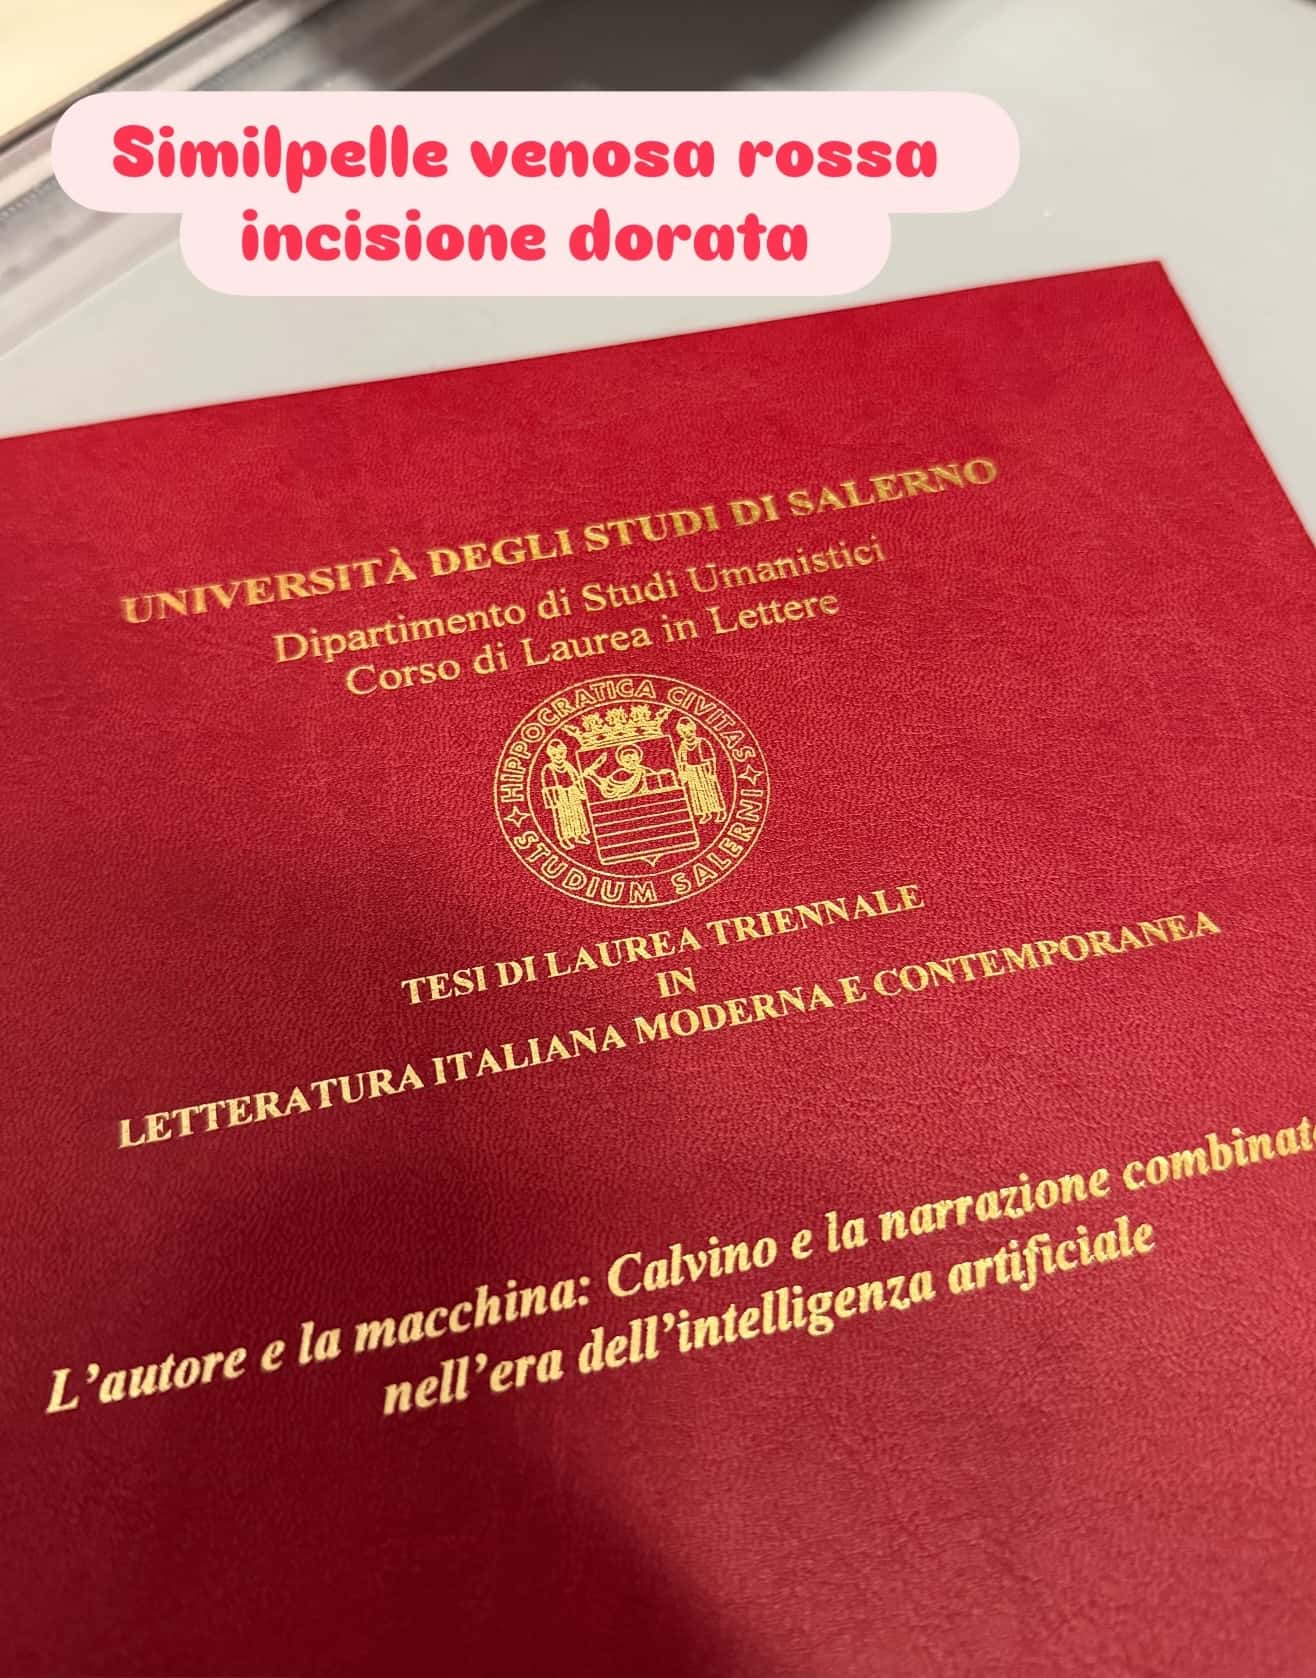 Similpelle venosa rossa
incisione dorata
UNIVERSITÀ DEGLI STUDI DI SALERNO
Dipartimento di Studi Umanistici
Corso di Laurea in Lettere
HIPPOCRATICA CIVITAS
STUDIUM SALERNI
TESI DI LAUREA TRIENNALE
IN
LETTERATURA ITALIANA MODERNA E CONTEMPORANEA
L’autore e la macchina: Calvino e la narrazione
nell’era dell’intelligenza artificiale